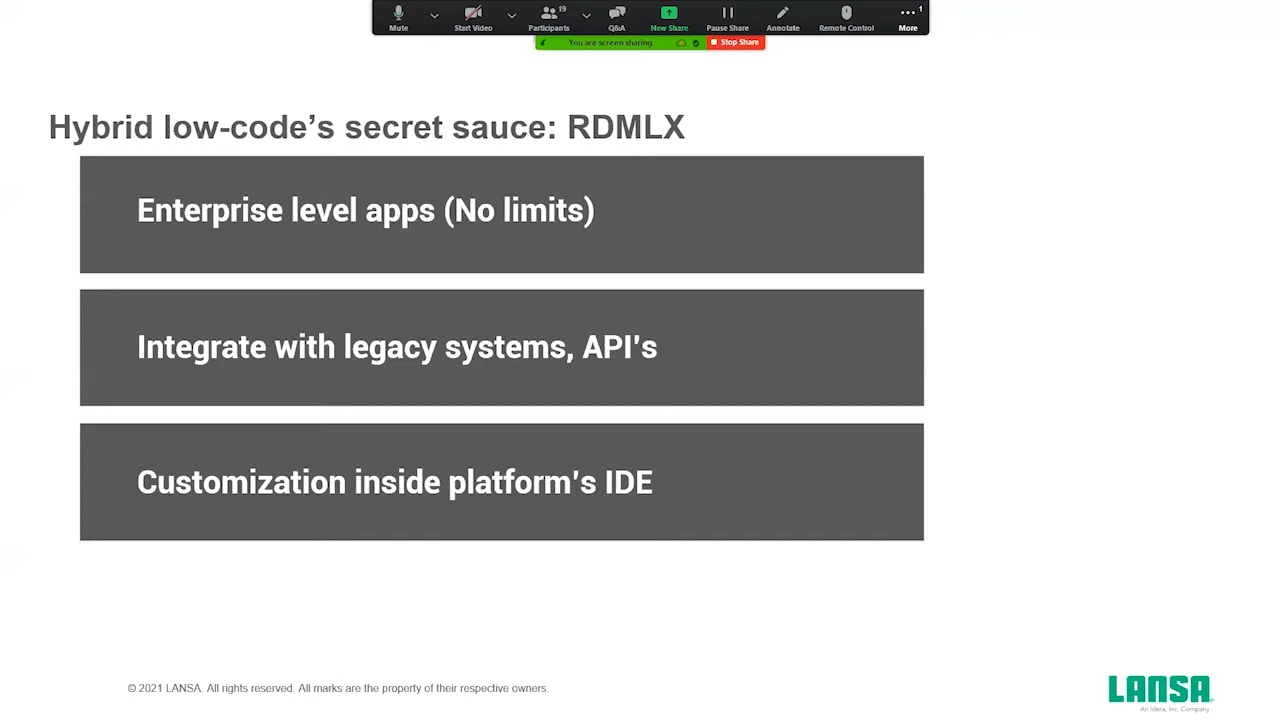 19
1
Mute
Start Video
Participants
Q&A
New Share
Pause Share
Annotate
Remote Control
More
You are screen sharing
Stop Share
Hybrid low-code’s secret sauce: RDMLX
Enterprise level apps (No limits)
Integrate with legacy systems, API's
Customization inside platform's IDE
© 2021 LANSA. All rights reserved. All marks are the property of their respective owners.
LANSA
An Idera, Inc. Company